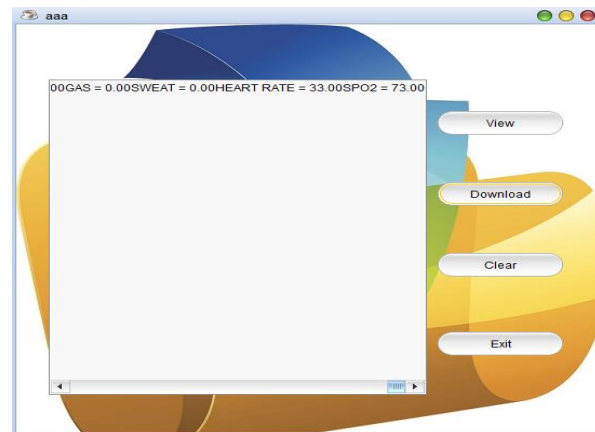 aaa
00GAS = 0.00SWEAT = 0.00HEART RATE = 33.00SPO2 = 73.00
View
Download
Clear
Exit